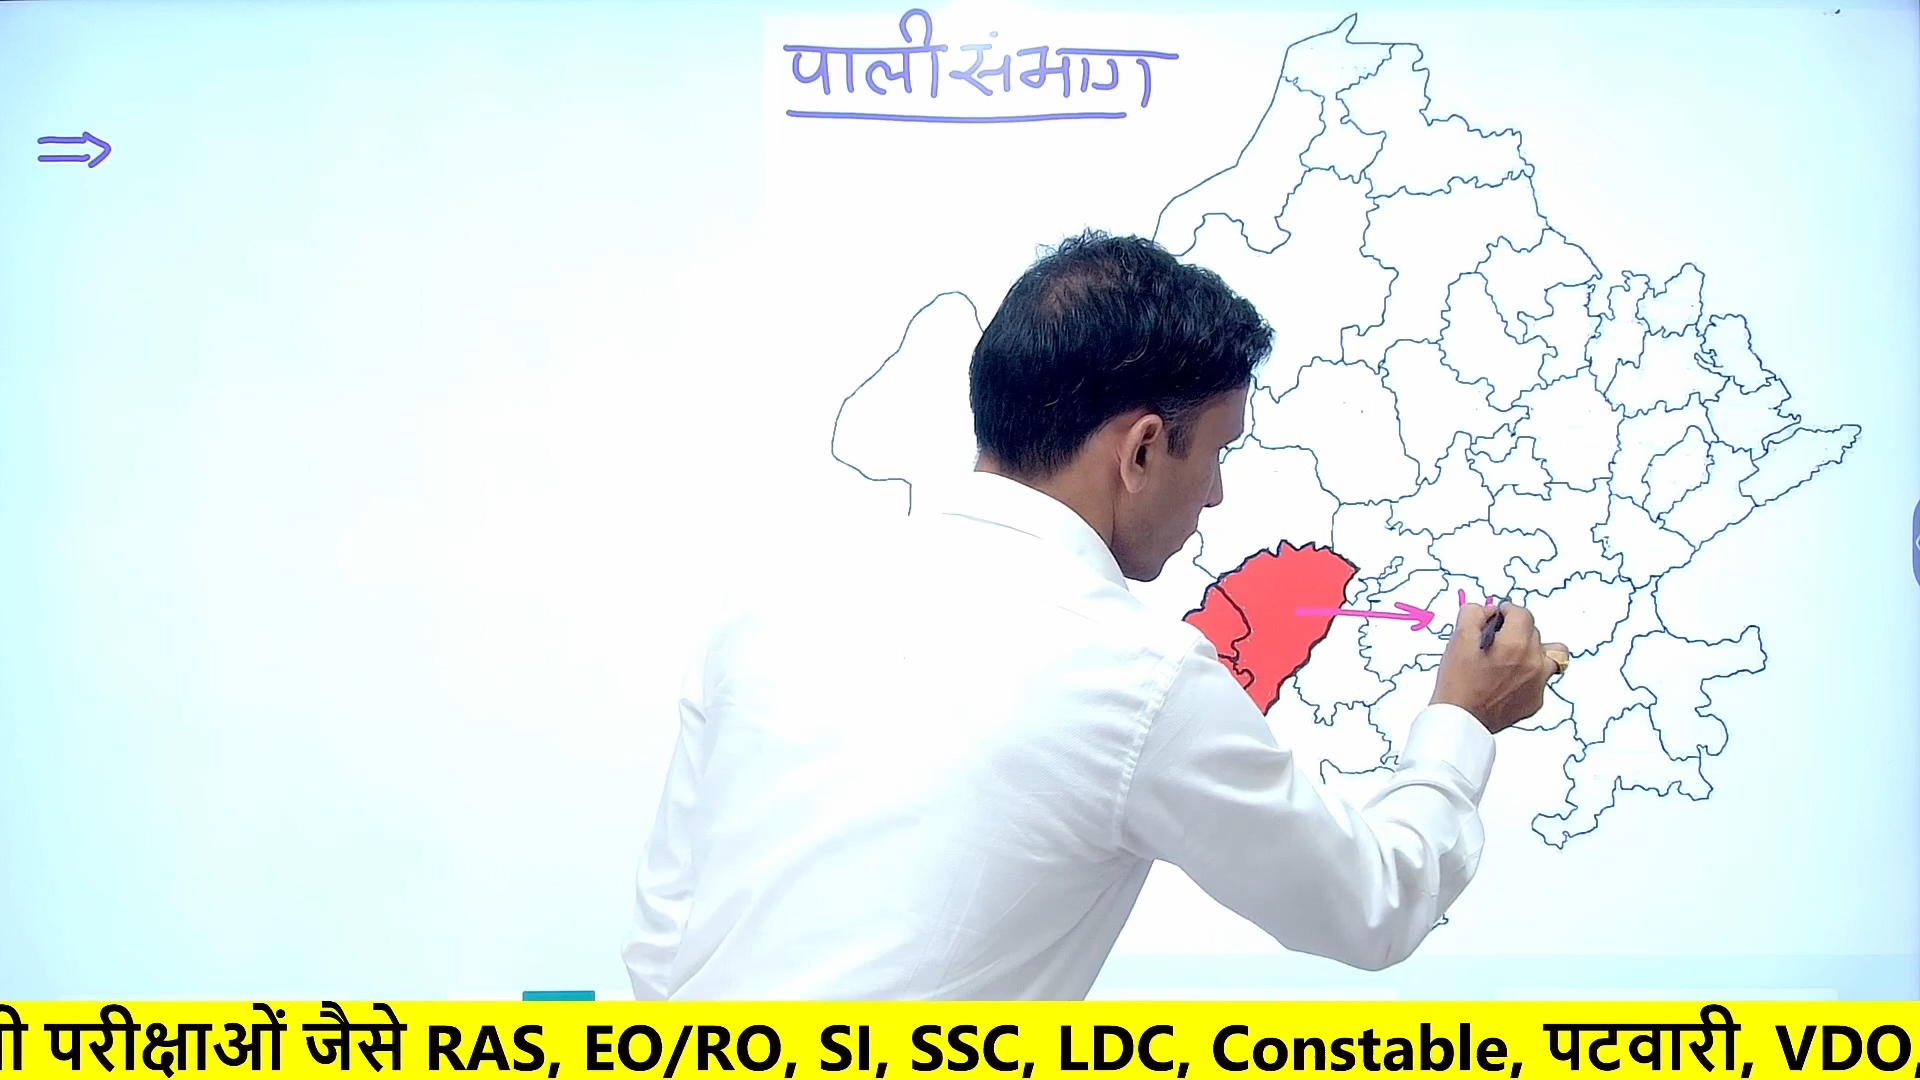 पाली संभाग
⇒
परीक्षाओं जैसे RAS, EO/RO, SI, SSC, LDC, Constable, पटवारी, VDO,